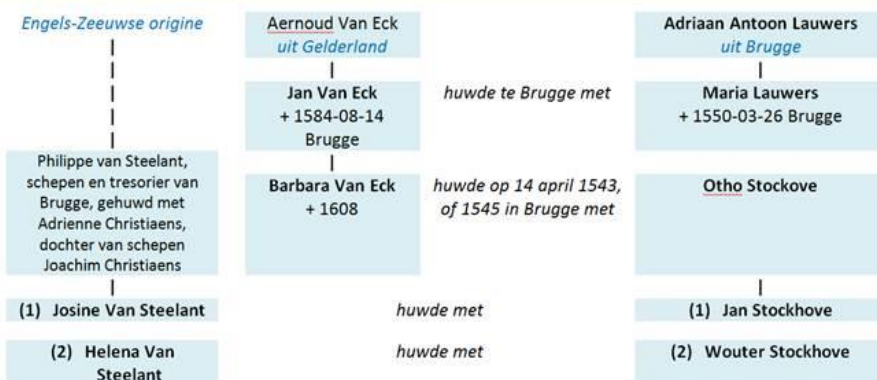 Engels-Zeeuwse origine
Aernoud Van Eck
uit Gelderland
Adriaan Antoon Lauwers
uit Brugge
Jan Van Eck
+ 1584-08-14
Brugge
huwde te Brugge met
Maria Lauwers
+ 1550-03-26 Brugge
Philippe van Steelant,
schepen en tresorier van
Brugge, gehuwd met
Adrienne Christiaens,
dochter van schepen
Joachim Christiaens
Barbara Van Eck
+ 1608
huwde op 14 april 1543,
of 1545 in Brugge met
Otho Stockove
(1) Josine Van Steelant
huwde met
(1) Jan Stockhove
(2) Helena Van
Steelant
huwde met
(2) Wouter Stockhove